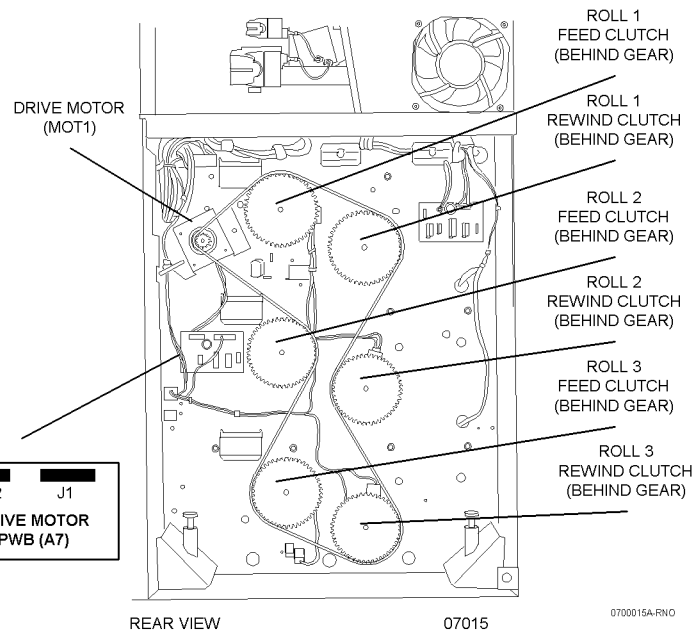 ROLL 1
FEED CLUTCH
(BEHIND GEAR)
DRIVE MOTOR
(MOT1)
ROLL 1
REWIND CLUTCH
(BEHIND GEAR)
ROLL 2
FEED CLUTCH
(BEHIND GEAR)
ROLL 2
REWIND CLUTCH
(BEHIND GEAR)
ROLL 3
FEED CLUTCH
(BEHIND GEAR)
ROLL 3
REWIND CLUTCH
(BEHIND GEAR)
J1
MOTOR
PWB (A7)
REAR VIEW
07015
0700015A-RNO